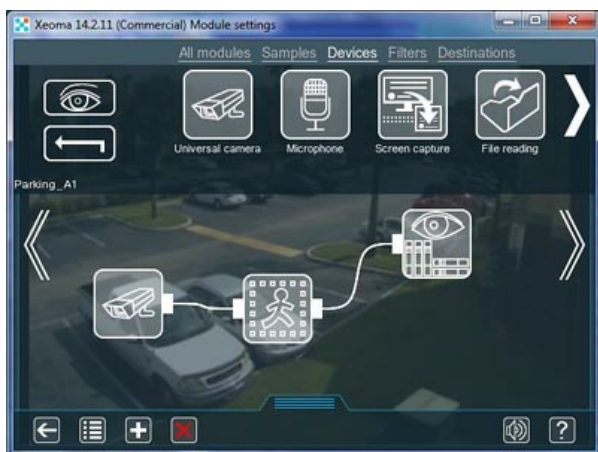 Xeoma 14.2.11 (Commercial) Module settings
All modules Samples Devices Filters Destinations
Universal camera Microphone Screen capture File reading
Parking_A1
?